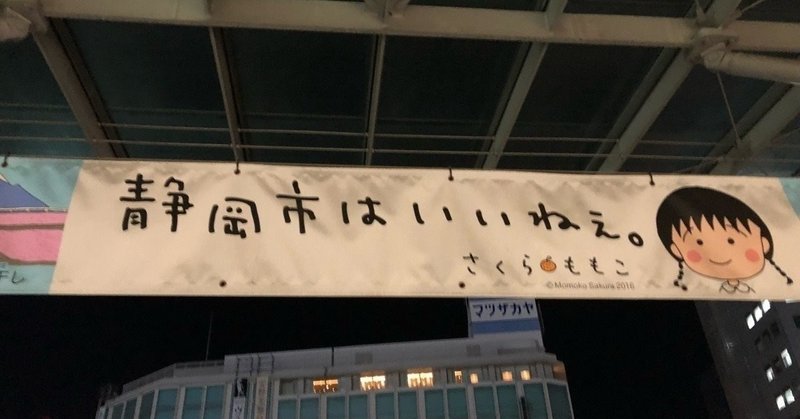 静岡市はいいねぇ。
さくらももこ
©Momoko Sakura 2016
マツザカヤ